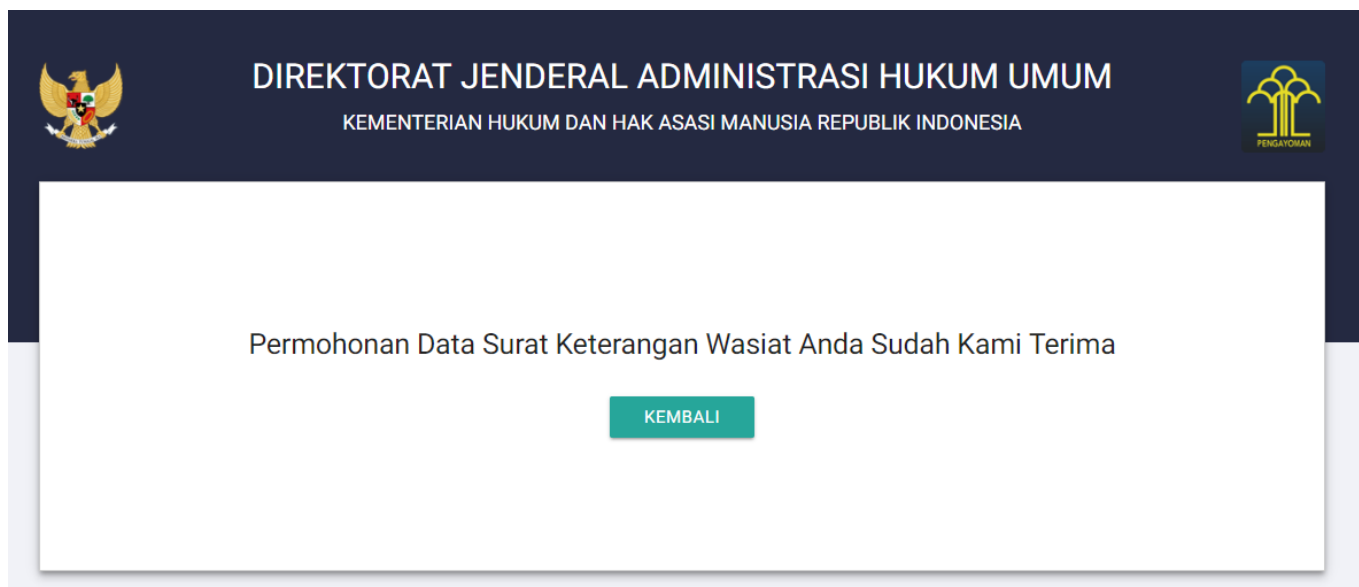 DIREKTORAT JENDERAL ADMINISTRASI HUKUM UMUM
KEMENTERIAN HUKUM DAN HAK ASASI MANUSIA REPUBLIK INDONESIA
PENGAYOMAN
Permohonan Data Surat Keterangan Wasiat Anda Sudah Kami Terima
KEMBALI